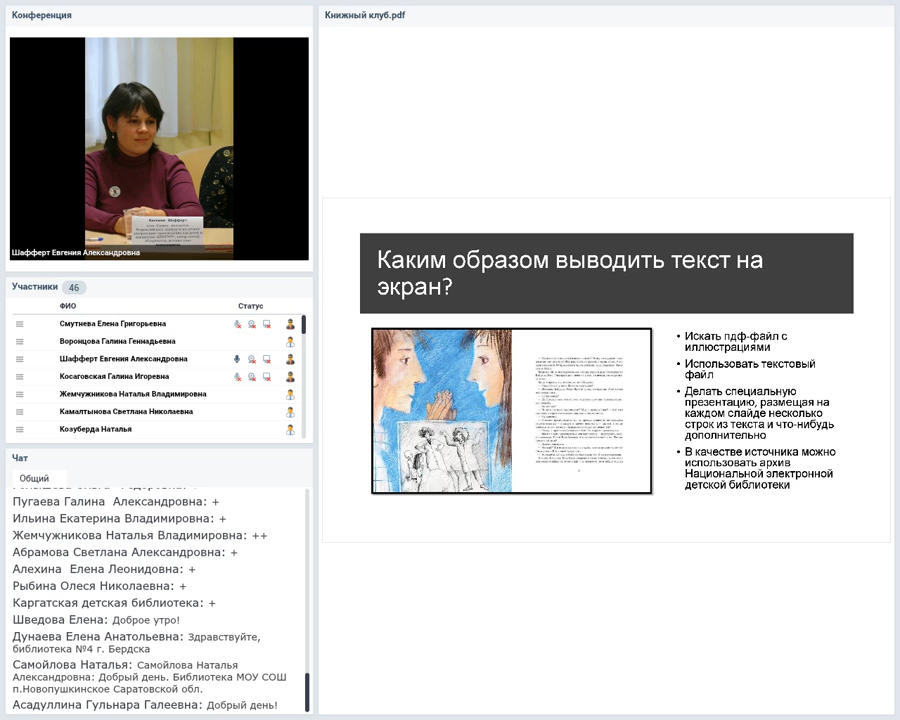 Конференция
Шафферт Евгения Александровна
Участники 46
ФИО Статус
Смутнева Елена Григорьевна
Воронцова Галина Геннадьевна
Шафферт Евгения Александровна
Косаговская Галина Игоревна
Жемчужникова Наталья Владимировна
Камалтынова Светлана Николаевна
Козуберда Наталья
Чат
Общий
Пугаева Галина Александровна: +
Ильина Екатерина Владимировна: +
Жемчужникова Наталья Владимировна: ++
Абрамова Светлана Александровна: +
Алехина Елена Леонидовна: +
Рыбина Олеся Николаевна: +
Каргатская детская библиотека: +
Шведова Елена: Доброе утро!
Дунаева Елена Анатольевна: Здравствуйте,
библиотека №4 г. Бердска
Самойлова Наталья: Самойлова Наталья
Александровна: Добрый день. Библиотека МОУ СОШ
п.Новопушкинское Саратовской обл.
Асадуллина Гульнара Галеевна: Добрый день!
Книжный клуб.pdf
Каким образом выводить текст на
экран?
• Искать пдф-файл с
иллюстрациями
• Использовать текстовый
файл
• Делать специальную
презентацию, размещая на
каждом слайде несколько
строк из текста и что-нибудь
дополнительно
• В качестве источника можно
использовать архив
Национальной электронной
детской библиотеки